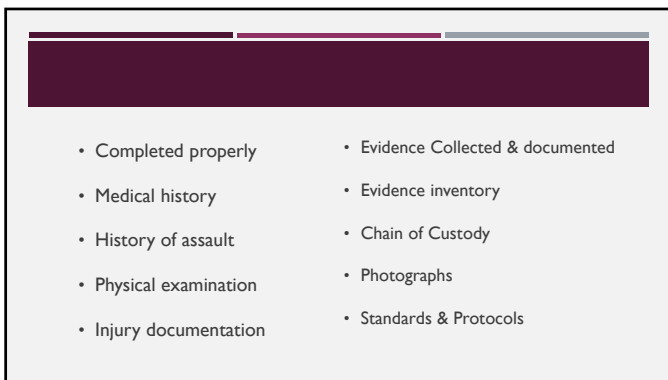 • Completed properly
• Medical history
• History of assault
• Physical examination
• Injury documentation
• Evidence Collected & documented
• Evidence inventory
• Chain of Custody
• Photographs
• Standards & Protocols